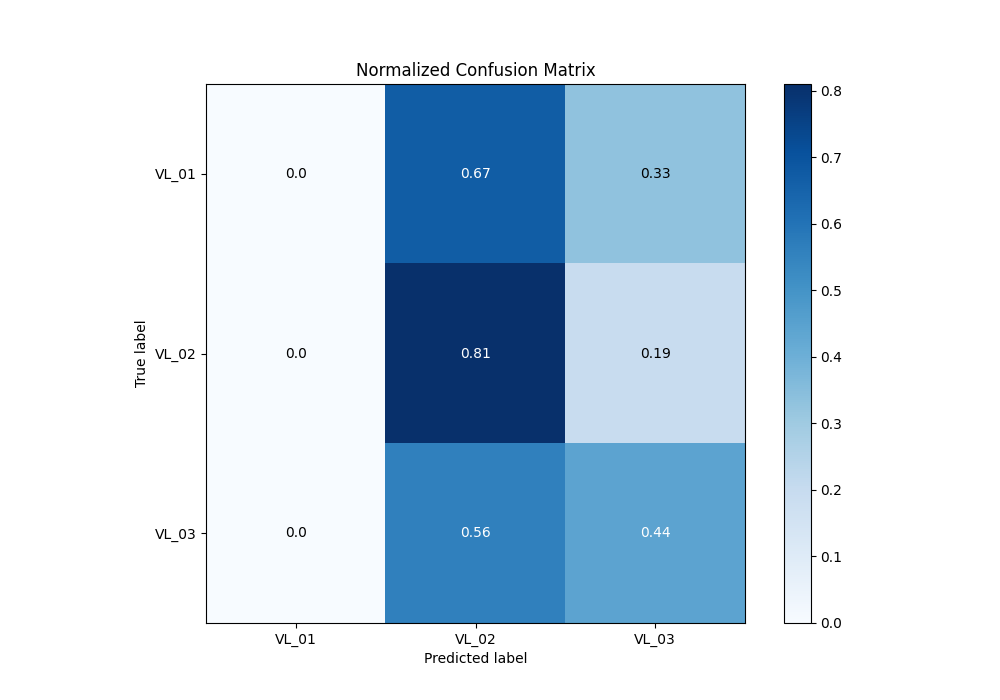 Normalized Confusion Matrix
VL_01 0.0 0.67 0.33
VL_02 0.0 0.81 0.19
VL_03 0.0 0.56 0.44
VL_01 VL_02 VL_03
Predicted label
True label
0.8
0.7
0.6
0.5
0.4
0.3
0.2
0.1
0.0